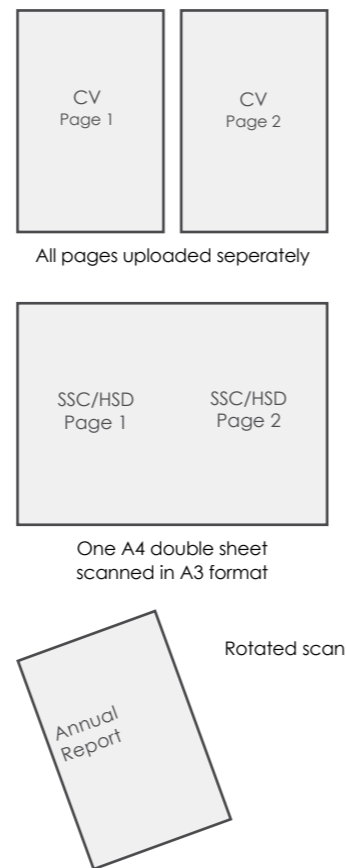 CV
Page 1
CV
Page 2
All pages uploaded seperately
SSC/HSD
Page 1
SSC/HSD
Page 2
One A4 double sheet
scanned in A3 format
Rotated scan
Annual
Report